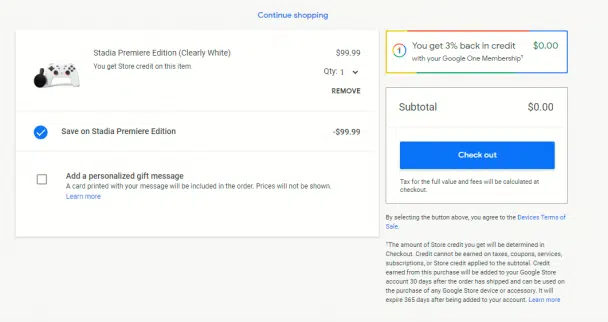 Continue shopping
Stadia Premiere Edition (Clearly White)
$99.99
You get Store credit on this item.
Qty: 1
REMOVE
Save on Stadia Premiere Edition
-$99.99
Add a personalized gift message
A card printed with your message will be included in the order. Prices will not be shown.
Learn more
1
You get 3% back in credit
$0.00
with your Google One Membership†
Subtotal
$0.00
Check out
Tax for the full value and fees will be calculated at
checkout.
By selecting the button above, you agree to the Devices Terms of
Sale.
†The amount of Store credit you get will be determined in
Checkout. Credit cannot be earned on taxes, coupons, services,
subscriptions, or Store credit applied to the subtotal. Credit
earned from this purchase will be added to your Google Store
account 30 days after the order has shipped and can be used on
the purchase of any Google Store device or accessory. It will
expire 365 days after being added to your account. Learn more